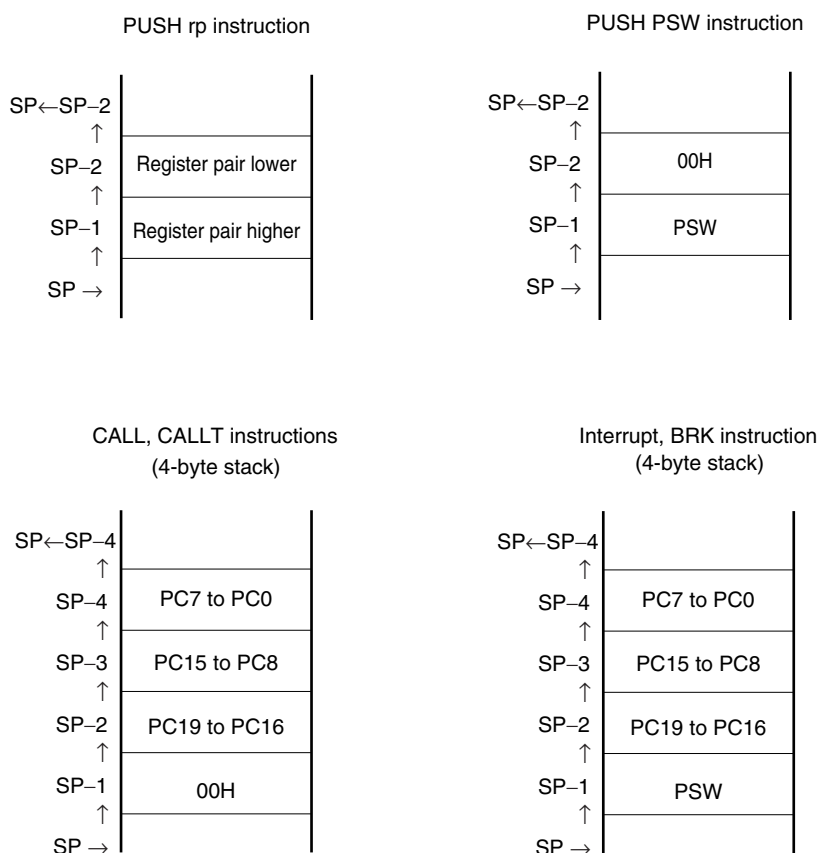 PUSH rp instruction
SP←SP–2
↑
SP–2
Register pair lower
↑
SP–1
Register pair higher
↑
SP →
PUSH PSW instruction
SP←SP–2
↑
SP–2
00H
↑
SP–1
PSW
↑
SP →
CALL, CALLT instructions
(4-byte stack)
SP←SP–4
↑
SP–4
PC7 to PC0
↑
SP–3
PC15 to PC8
↑
SP–2
PC19 to PC16
↑
SP–1
00H
↑
SP →
Interrupt, BRK instruction
(4-byte stack)
SP←SP–4
↑
SP–4
PC7 to PC0
↑
SP–3
PC15 to PC8
↑
SP–2
PC19 to PC16
↑
SP–1
PSW
↑
SP →